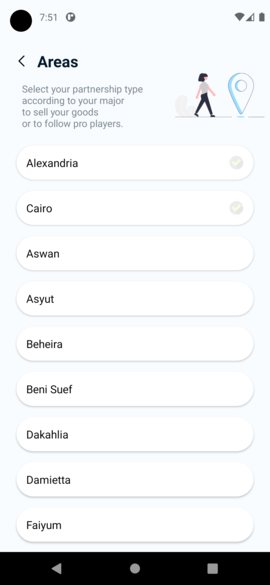 7:51
Areas
Select your partnership type
according to your major
to sell your goods
or to follow pro players.
Alexandria
Cairo
Aswan
Asyut
Beheira
Beni Suef
Dakahlia
Damietta
Faiyum